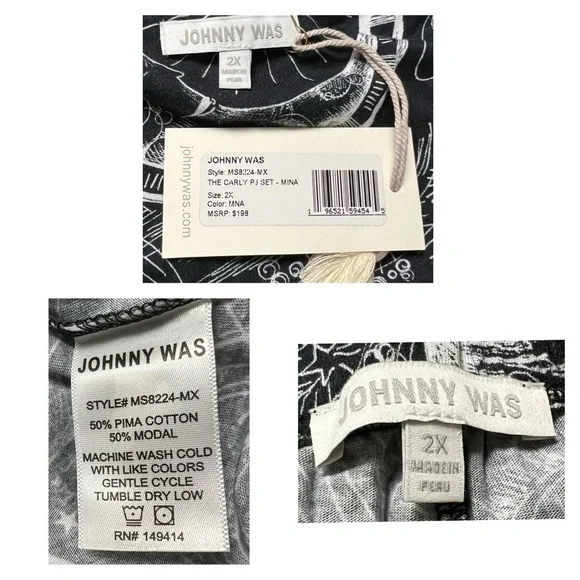 JOHNNY WAS
2X
MADE IN
PERU
johnnywas.com
JOHNNY WAS
Style: MS8224-MX
THE CARLY PJ SET - MINA
Size: 2X
Color: MNA
MSRP: $198
1 96521 59454 5
JOHNNY WAS
STYLE# MS8224-MX
50% PIMA COTTON
50% MODAL
MACHINE WASH COLD
WITH LIKE COLORS
GENTLE CYCLE
TUMBLE DRY LOW
RN# 149414
JOHNNY WAS
2X
MADE IN
PERU